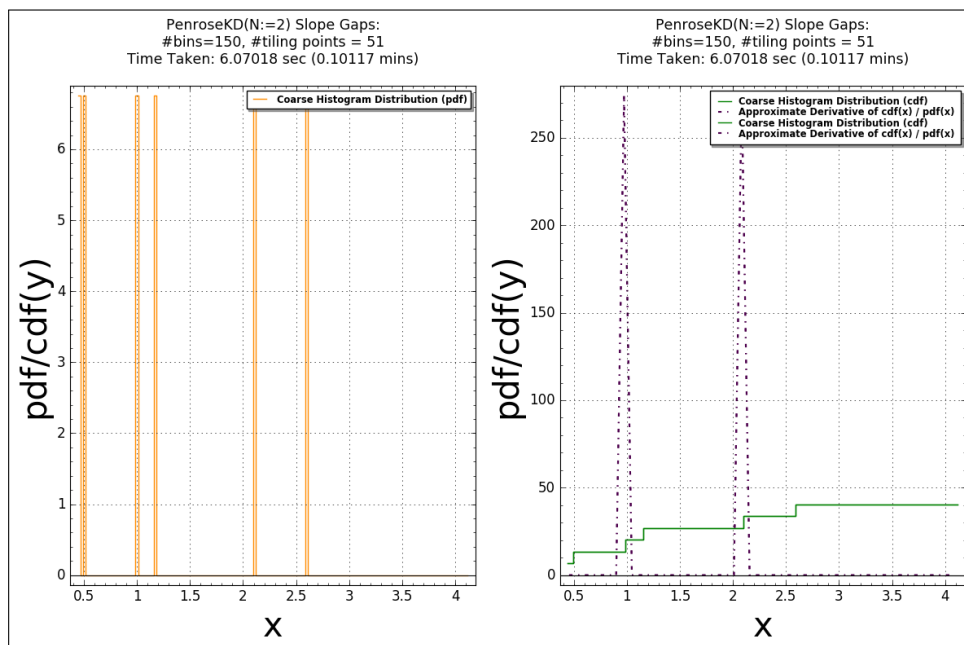 PenroseKD(N:=2) Slope Gaps:
#bins=150, #tiling points = 51
Time Taken: 6.07018 sec (0.10117 mins)
Coarse Histogram Distribution (pdf)
pdf/cdf(y)
6
5
4
3
2
1
0
0.5 1 1.5 2 2.5 3 3.5 4
x
PenroseKD(N:=2) Slope Gaps:
#bins=150, #tiling points = 51
Time Taken: 6.07018 sec (0.10117 mins)
Coarse Histogram Distribution (cdf)
Approximate Derivative of cdf(x) / pdf(x)
Coarse Histogram Distribution (cdf)
Approximate Derivative of cdf(x) / pdf(x)
pdf/cdf(y)
250
200
150
100
50
0
0.5 1 1.5 2 2.5 3 3.5 4
x